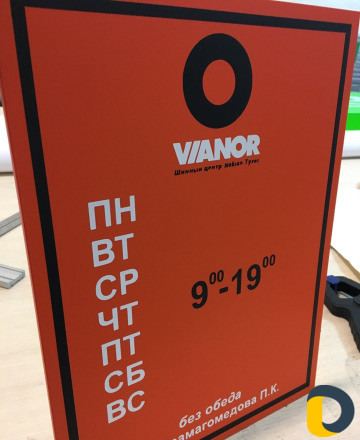 VIANOR
Шинный центр Nokian Tyres
ПН
ВТ
СР
ЧТ
ПТ
СБ
ВС
9⁰⁰-19⁰⁰
без обеда
П.К.